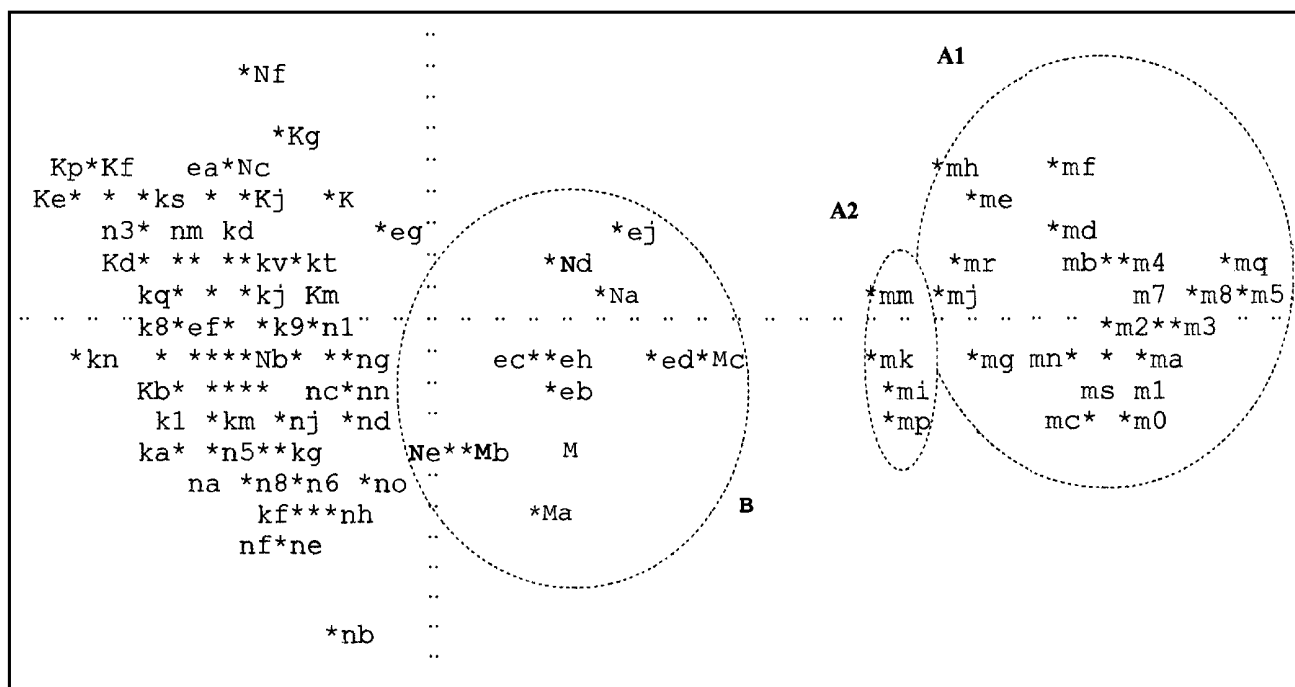 A1
*Nf
*Kg
Kp*Kf ea*Nc *mh *mf
Ke* * *ks * *Kj *K *me
A2
n3* nm kd *eg *ej *md
Kd* ** **kv*kt *Nd *mr mb**m4 *mq
kq* * *kj Km *Na *mm *mj m7 *m8*m5
k8*ef* *k9*n1 *m2**m3
*kn * ****Nb* **ng ec**eh *ed*Mc *mk *mg mn* * *ma
Kb* **** nc*nn *eb *mi ms m1
k1 *km *nj *nd *mp mc* *m0
ka* *n5**kg Ne**Mb M
na *n8*n6 *no
B
kf***nh *Ma
nf*ne
*nb